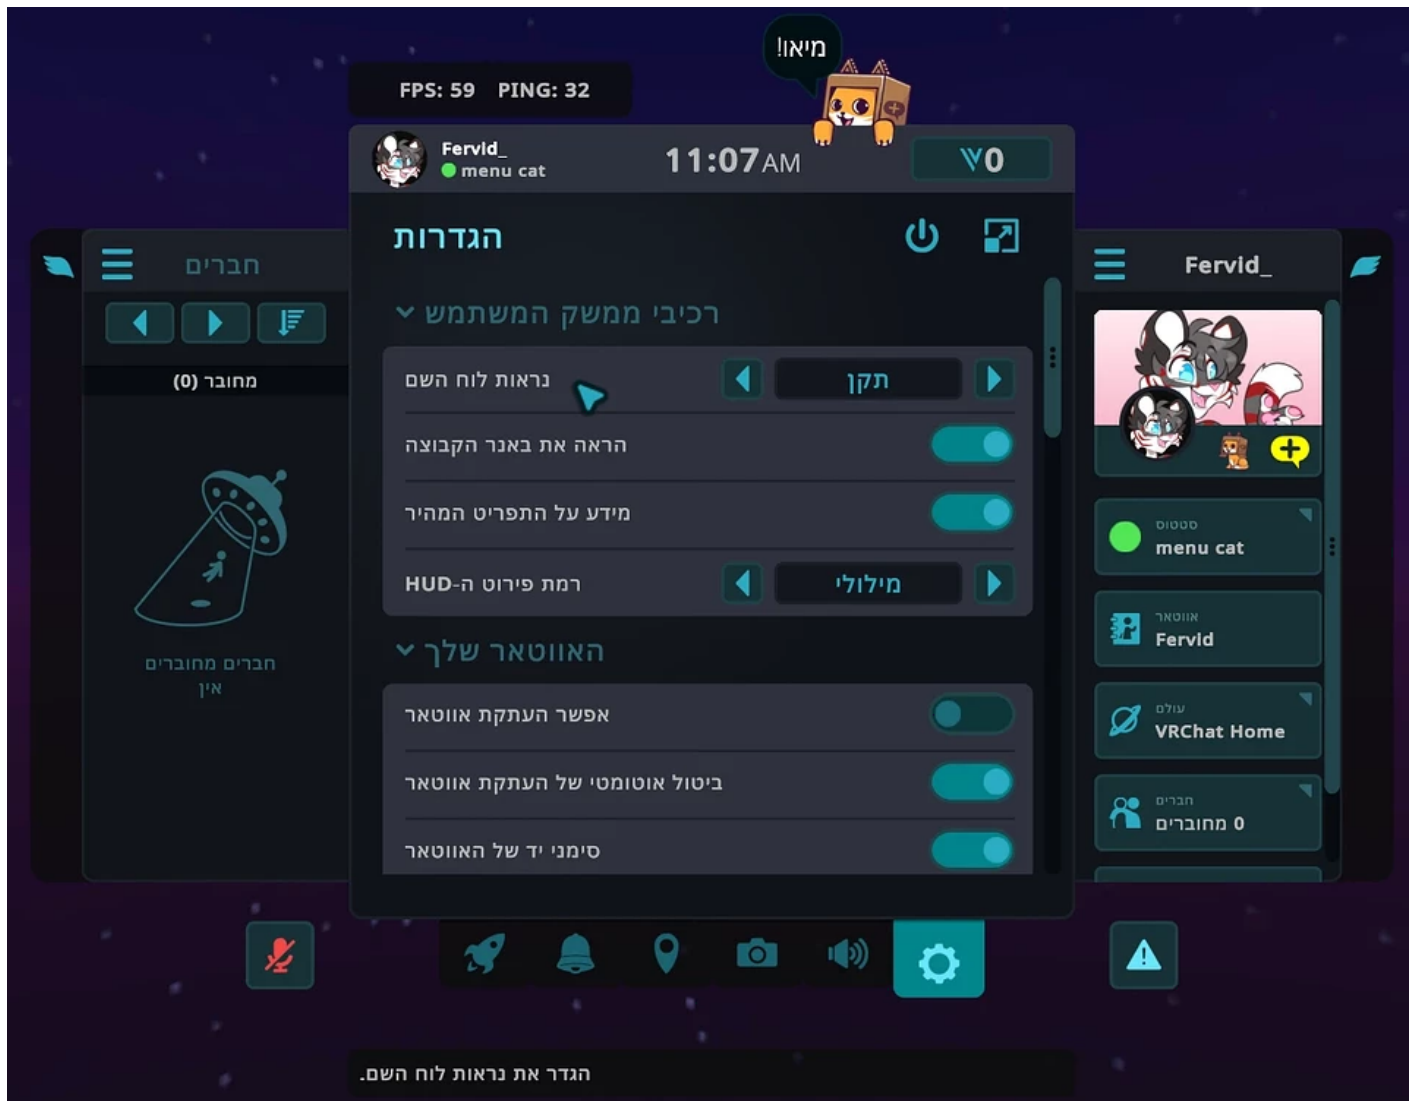 מיאו!
FPS: 59 PING: 32
Fervid_
menu cat
11:07AM
0
הגדרות
רכיבי ממשק המשתמש
נראות לוח השם
תקן
הראה את באנר הקבוצה
מידע על התפריט המהיר
רמת פירוט ה-HUD
מילולי
האווטאר שלך
אפשר העתקת אווטאר
ביטול אוטומטי של העתקת אווטאר
סימני יד של האווטאר
חברים
מחובר (0)
חברים מחוברים
אין
Fervid_
סטטוס
menu cat
אווטאר
Fervid
עולם
VRChat Home
חברים
0 מחוברים
הגדר את נראות לוח השם.